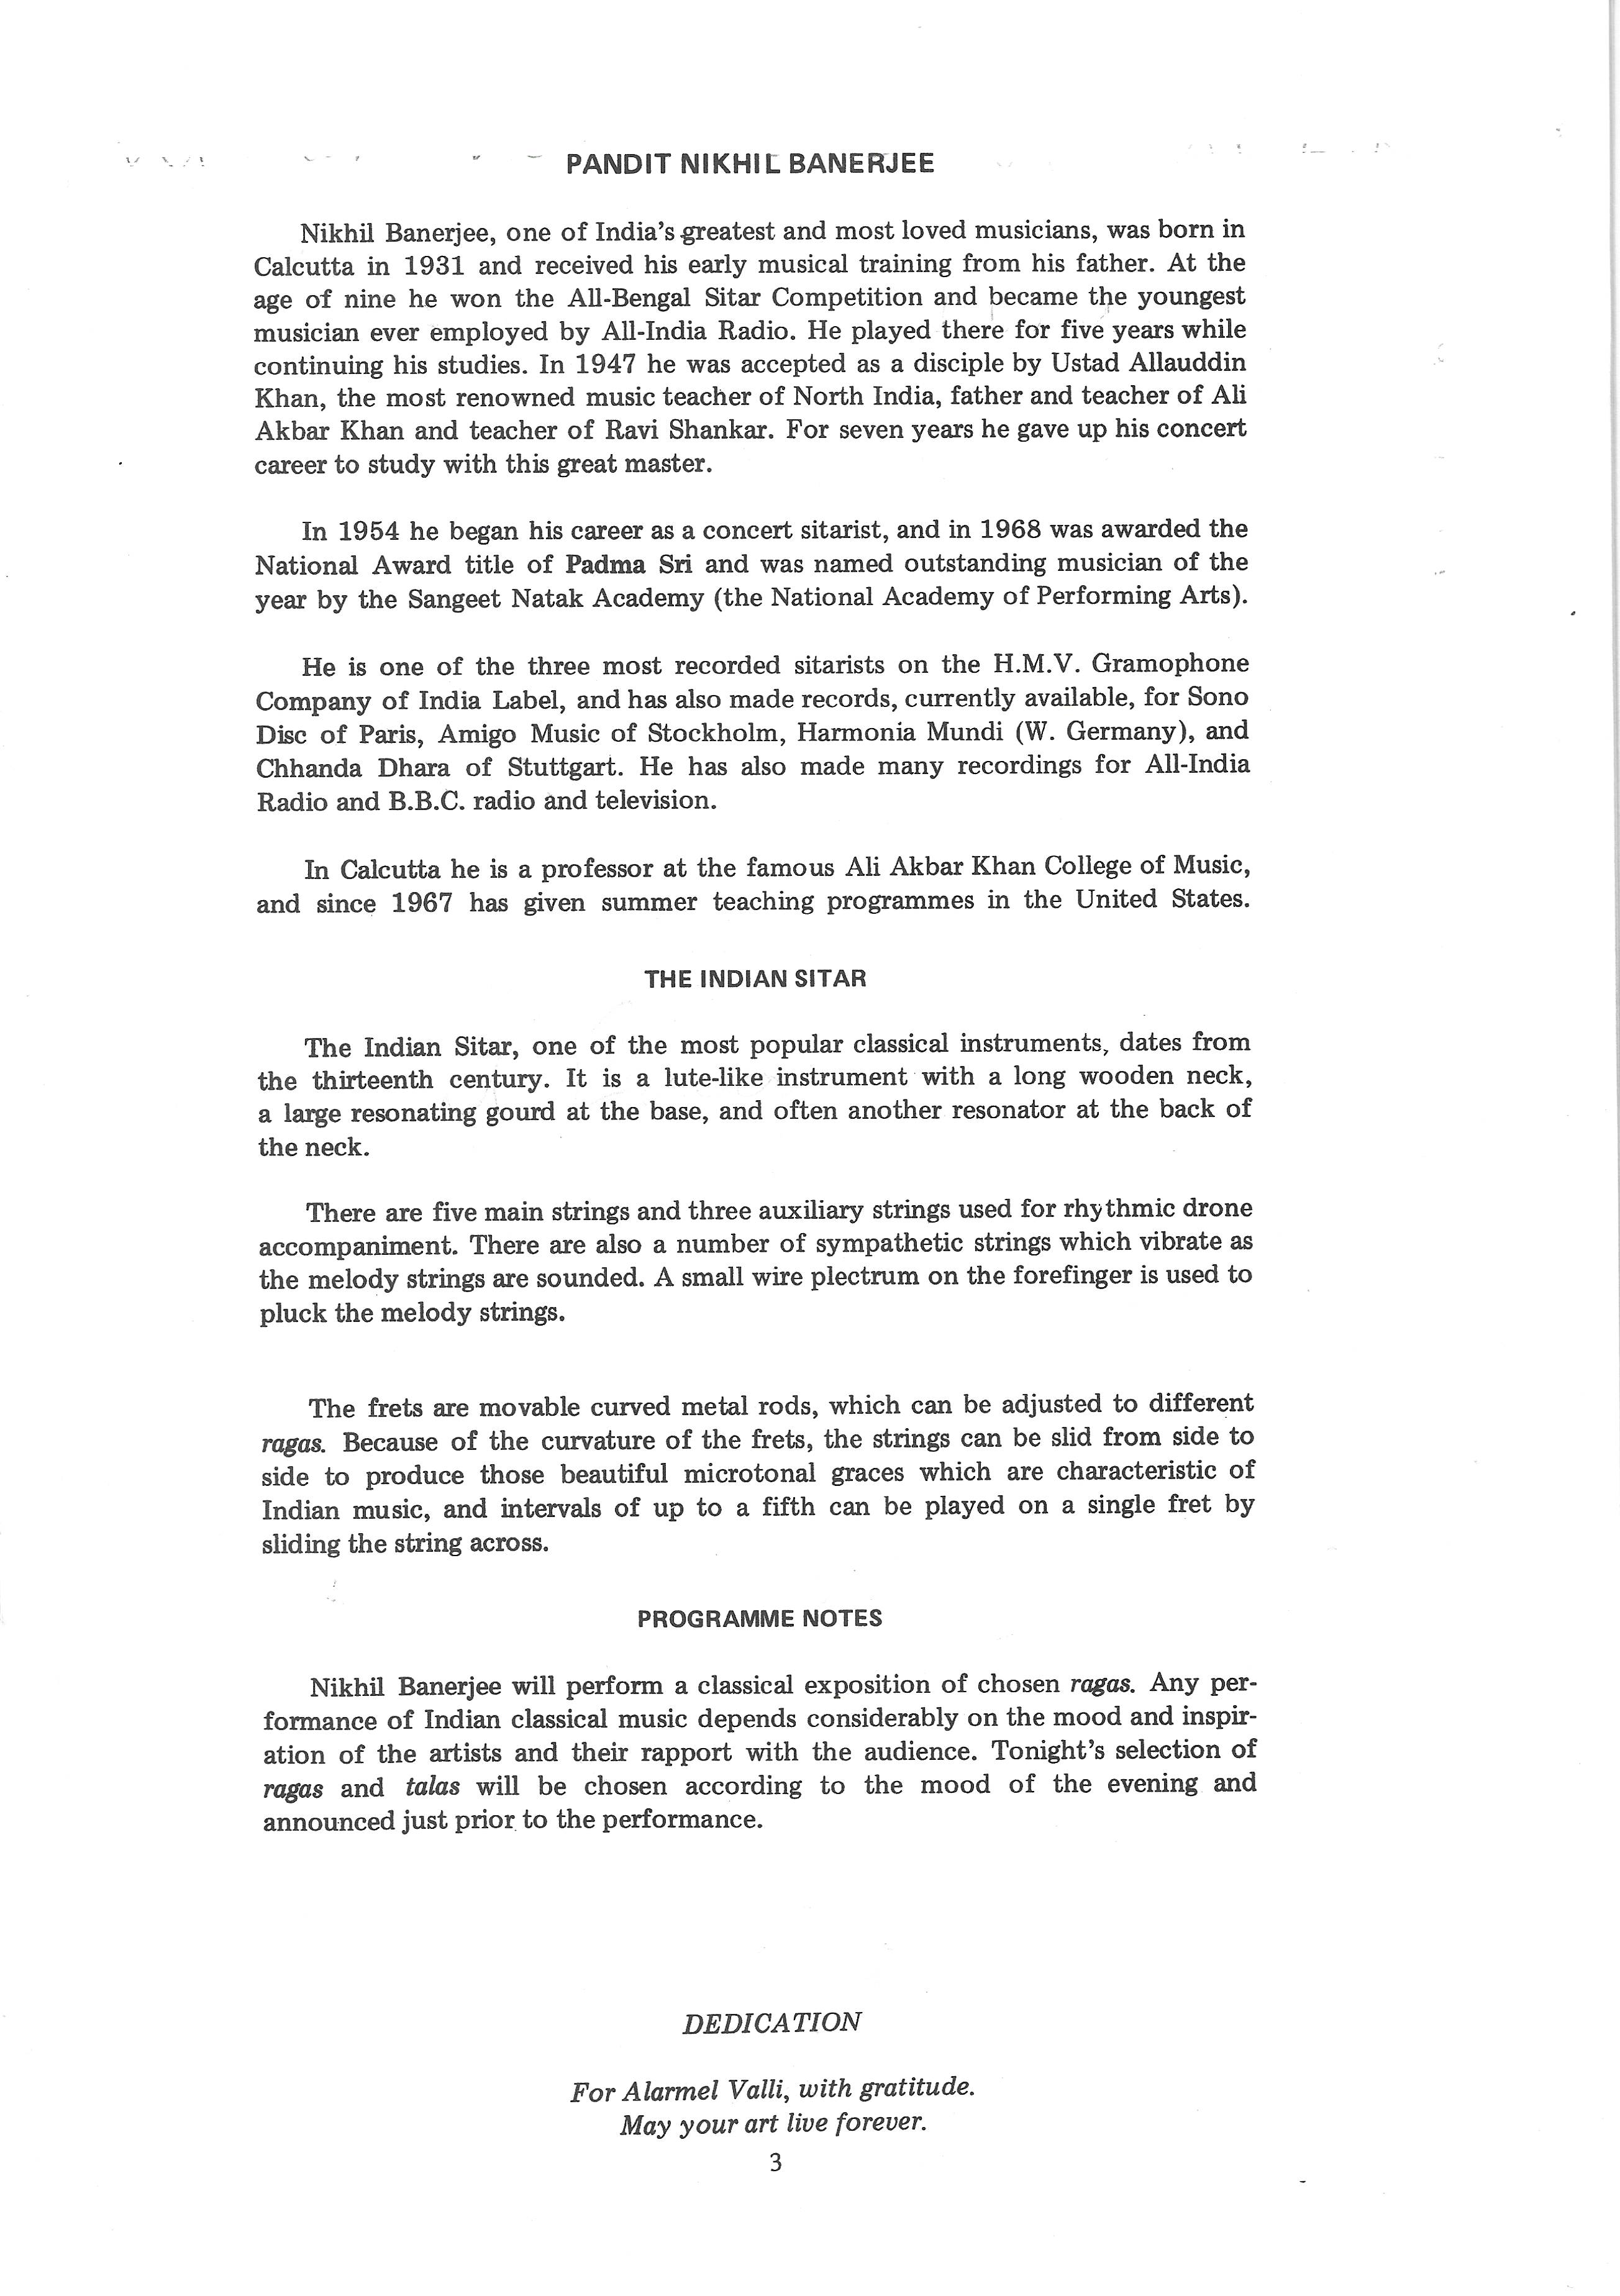 PANDIT NIKHIL BANERJEE
Nikhil Banerjee, one of India's greatest and most loved musicians, was born in
Calcutta in 1931 and received his early musical training from his father. At the
age of nine he won the All-Bengal Sitar Competition and became the youngest
musician ever employed by All-India Radio. He played there for five years while
continuing his studies. In 1947 he was accepted as a disciple by Ustad Allauddin
Khan, the most renowned music teacher of North India, father and teacher of Ali
Akbar Khan and teacher of Ravi Shankar. For seven years he gave up his concert
career to study with this great master.
In 1954 he began his career as a concert sitarist, and in 1968 was awarded the
National Award title of Padma Sri and was named outstanding musician of the
year by the Sangeet Natak Academy (the National Academy of Performing Arts).
He is one of the three most recorded sitarists on the H.M.V. Gramophone
Company of India Label, and has also made records, currently available, for Sono
Disc of Paris, Amigo Music of Stockholm, Harmonia Mundi (W. Germany), and
Chhanda Dhara of Stuttgart. He has also made many recordings for All-India
Radio and B.B.C. radio and television.
In Calcutta he is a professor at the famous Ali Akbar Khan College of Music,
and since 1967 has given summer teaching programmes in the United States.
THE INDIAN SITAR
The Indian Sitar, one of the most popular classical instruments, dates from
the thirteenth century. It is a lute-like instrument with a long wooden neck,
a large resonating gourd at the base, and often another resonator at the back of
the neck.
There are five main strings and three auxiliary strings used for rhythmic drone
accompaniment. There are also a number of sympathetic strings which vibrate as
the melody strings are sounded. A small wire plectrum on the forefinger is used to
pluck the melody strings.
The frets are movable curved metal rods, which can be adjusted to different
ragas. Because of the curvature of the frets, the strings can be slid from side to
side to produce those beautiful microtonal graces which are characteristic of
Indian music, and intervals of up to a fifth can be played on a single fret by
sliding the string across.
PROGRAMME NOTES
Nikhil Banerjee will perform a classical exposition of chosen ragas. Any per-
formance of Indian classical music depends considerably on the mood and inspir-
ation of the artists and their rapport with the audience. Tonight's selection of
ragas and talas will be chosen according to the mood of the evening and
announced just prior to the performance.
DEDICATION
For Alarmel Valli, with gratitude.
May your art live forever.
3